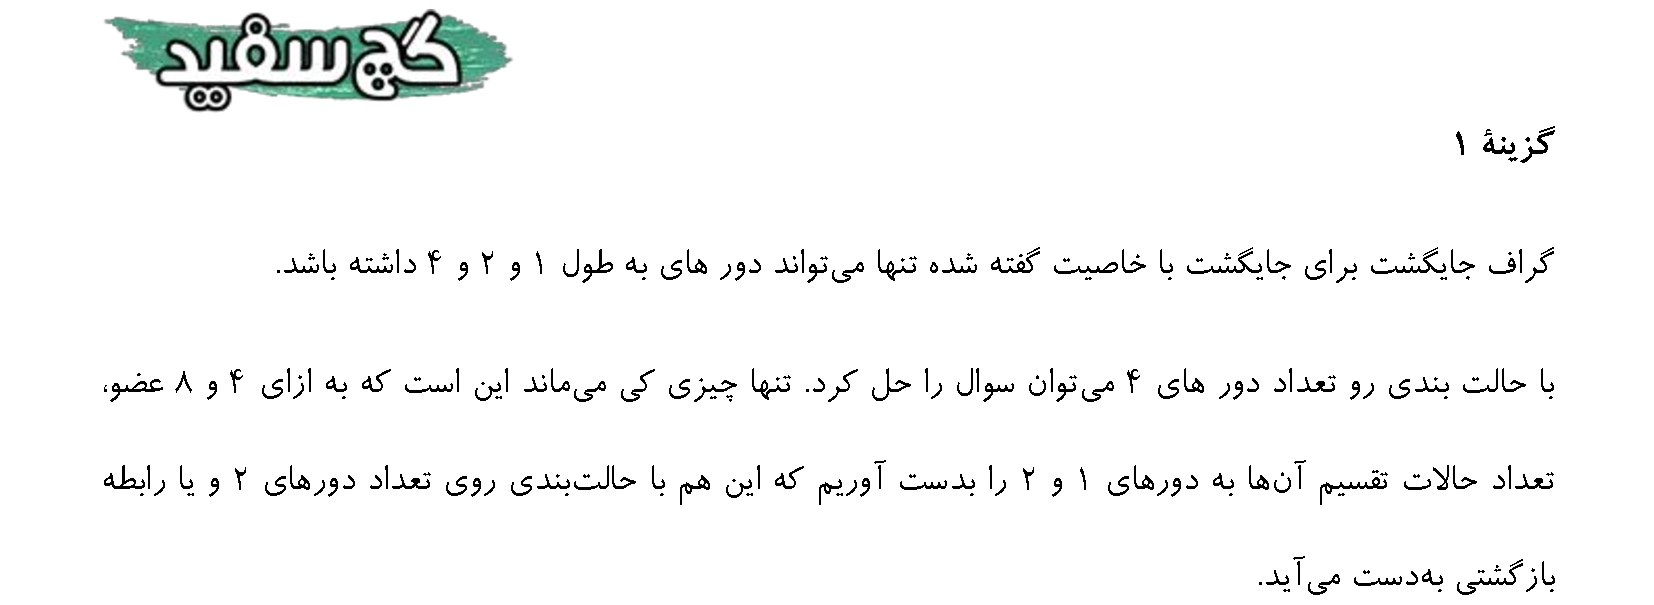 گچ سفید
گزینهٔ ۱
گراف جایگشت برای جایگشت با خاصیت گفته شده تنها می‌تواند دور های به طول ۱ و ۲ و ۴ داشته باشد.
با حالت بندی رو تعداد دور های ۴ می‌توان سوال را حل کرد. تنها چیزی کی می‌ماند این است که به ازای ۴ و ۸ عضو،
تعداد حالات تقسیم آن‌ها به دورهای ۱ و ۲ را بدست آوریم که این هم با حالت‌بندی روی تعداد دورهای ۲ و یا رابطه
بازگشتی به‌دست می‌آید.